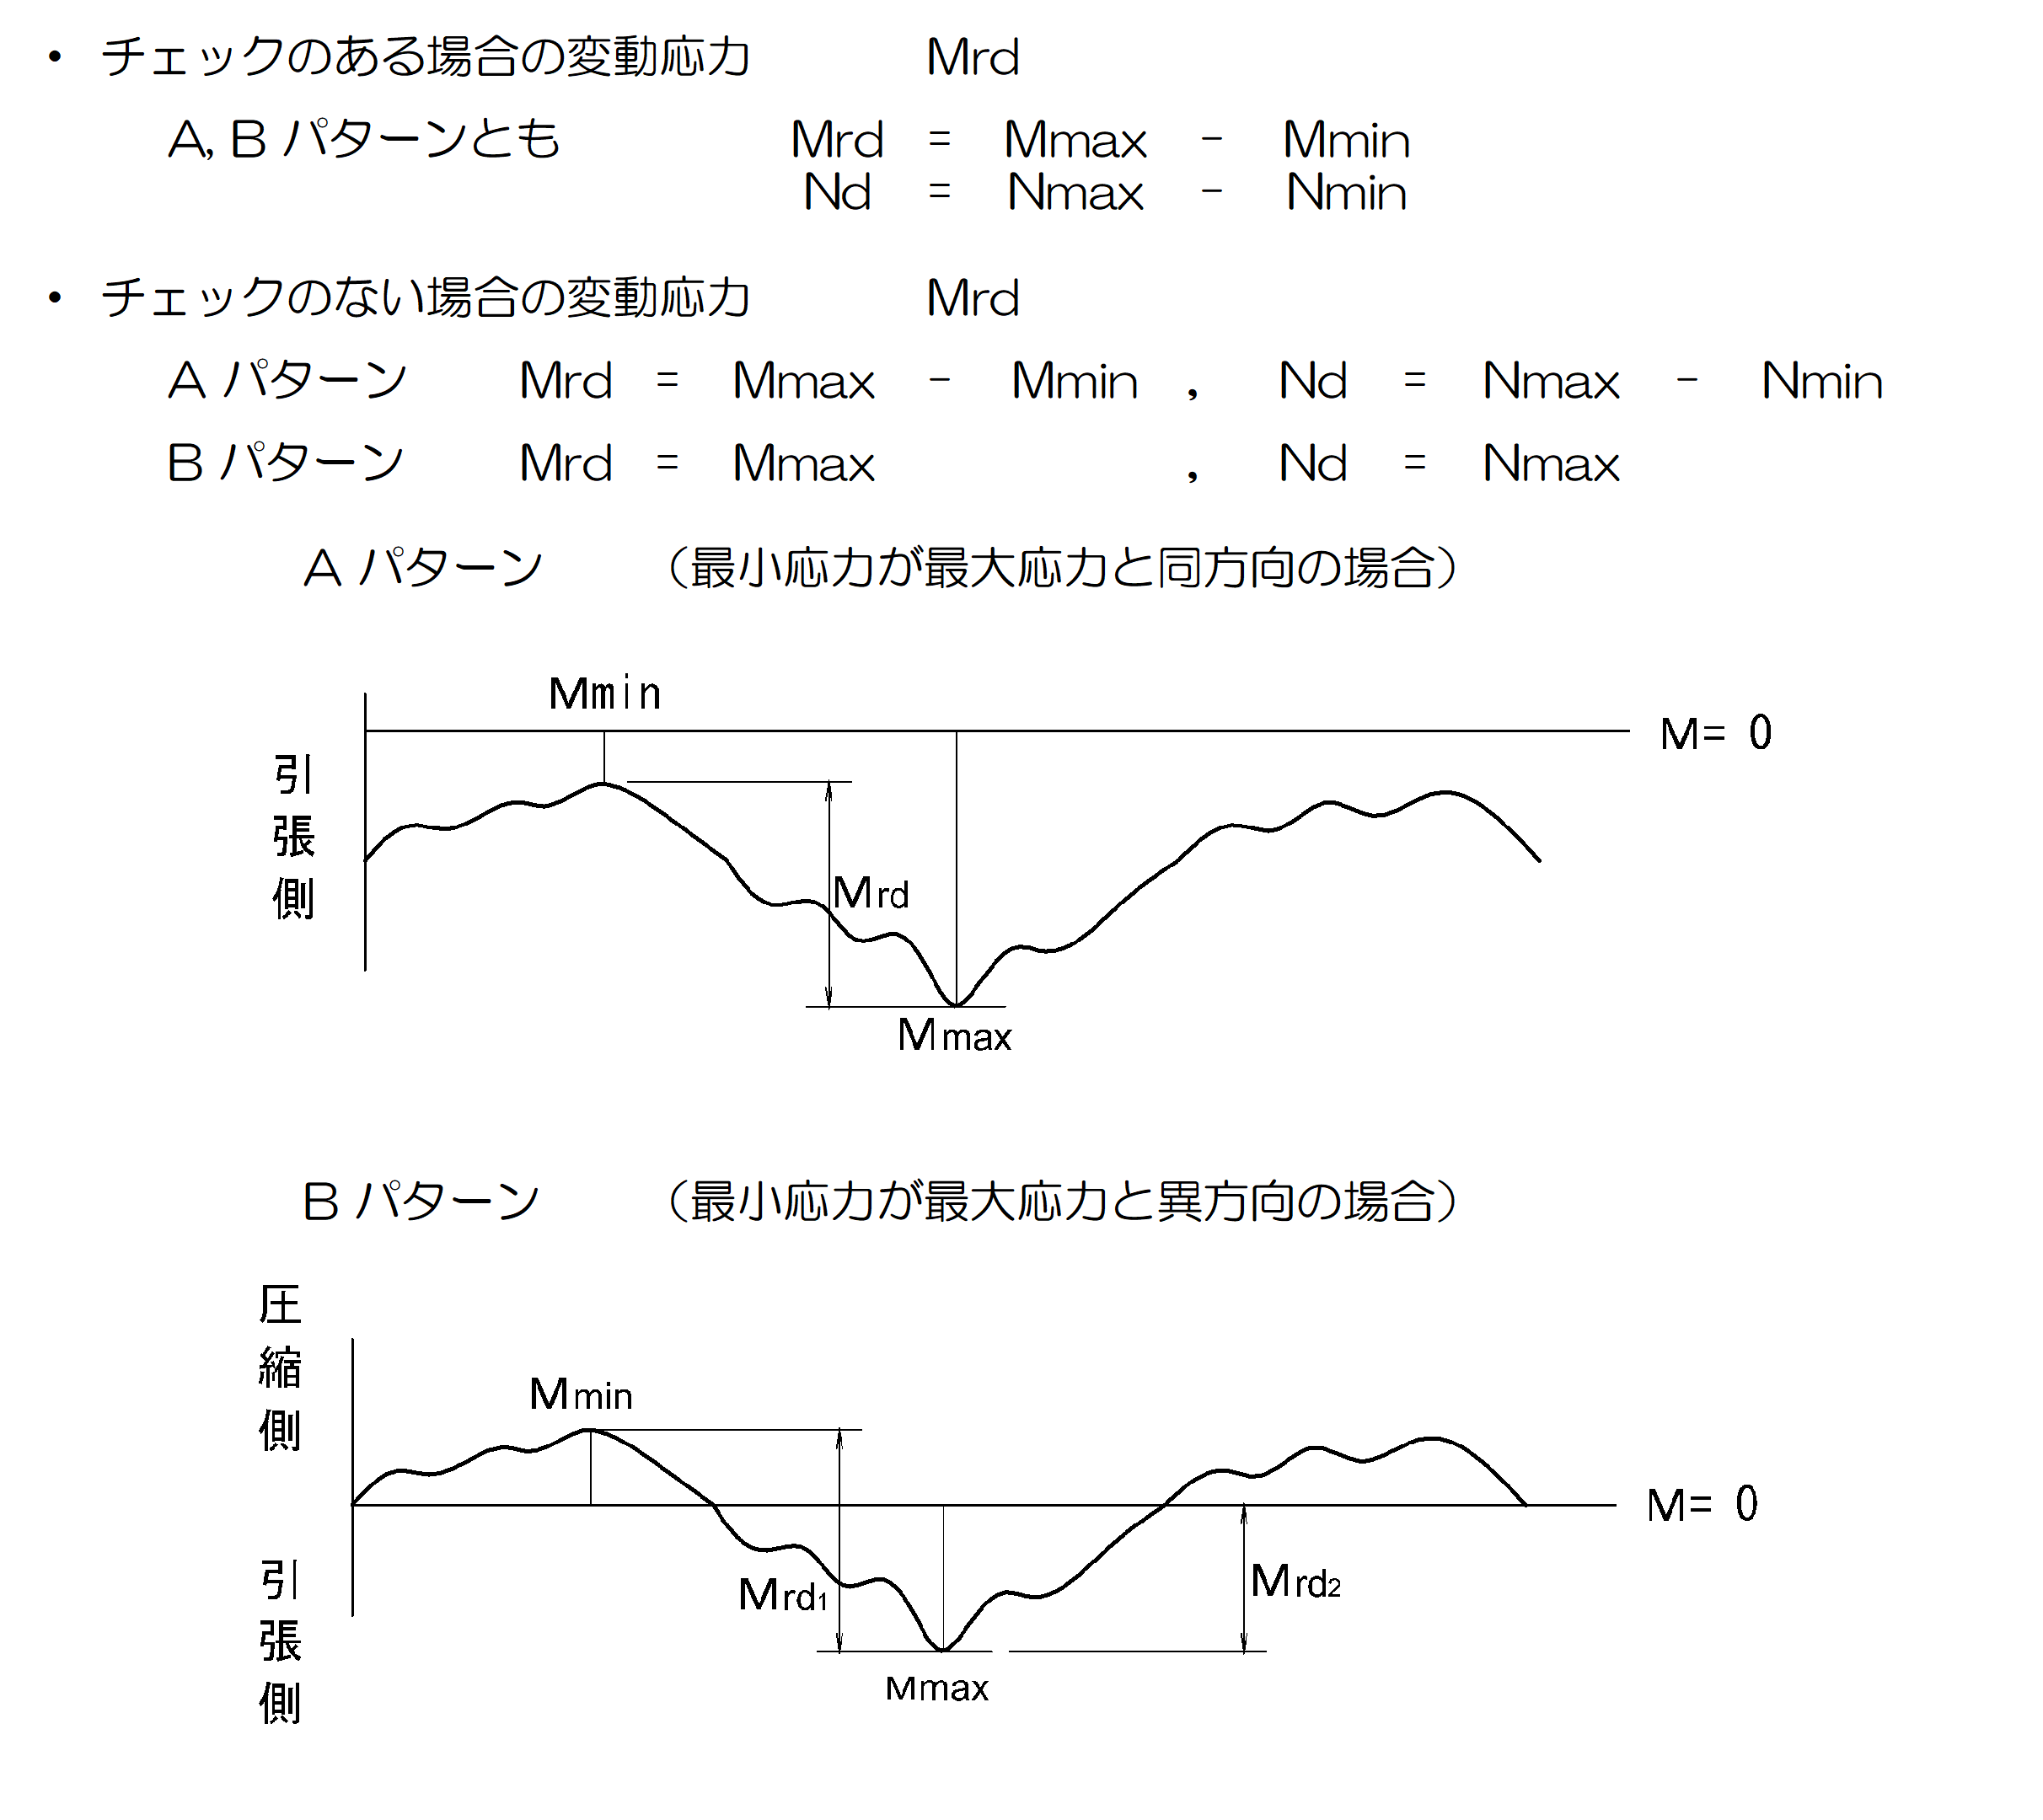 ・ チェックのある場合の変動応力 Mrd
A, B パターンとも Mrd = Mmax - Mmin
Nd = Nmax - Nmin
・ チェックのない場合の変動応力 Mrd
A パターン Mrd = Mmax - Mmin , Nd = Nmax - Nmin
B パターン Mrd = Mmax , Nd = Nmax
A パターン （最小応力が最大応力と同方向の場合）
Mmin
M= 0
引張側
Mrd
Mmax
B パターン （最小応力が最大応力と異方向の場合）
圧縮側
Mmin
M= 0
引張側
Mrd1
Mrd2
Mmax